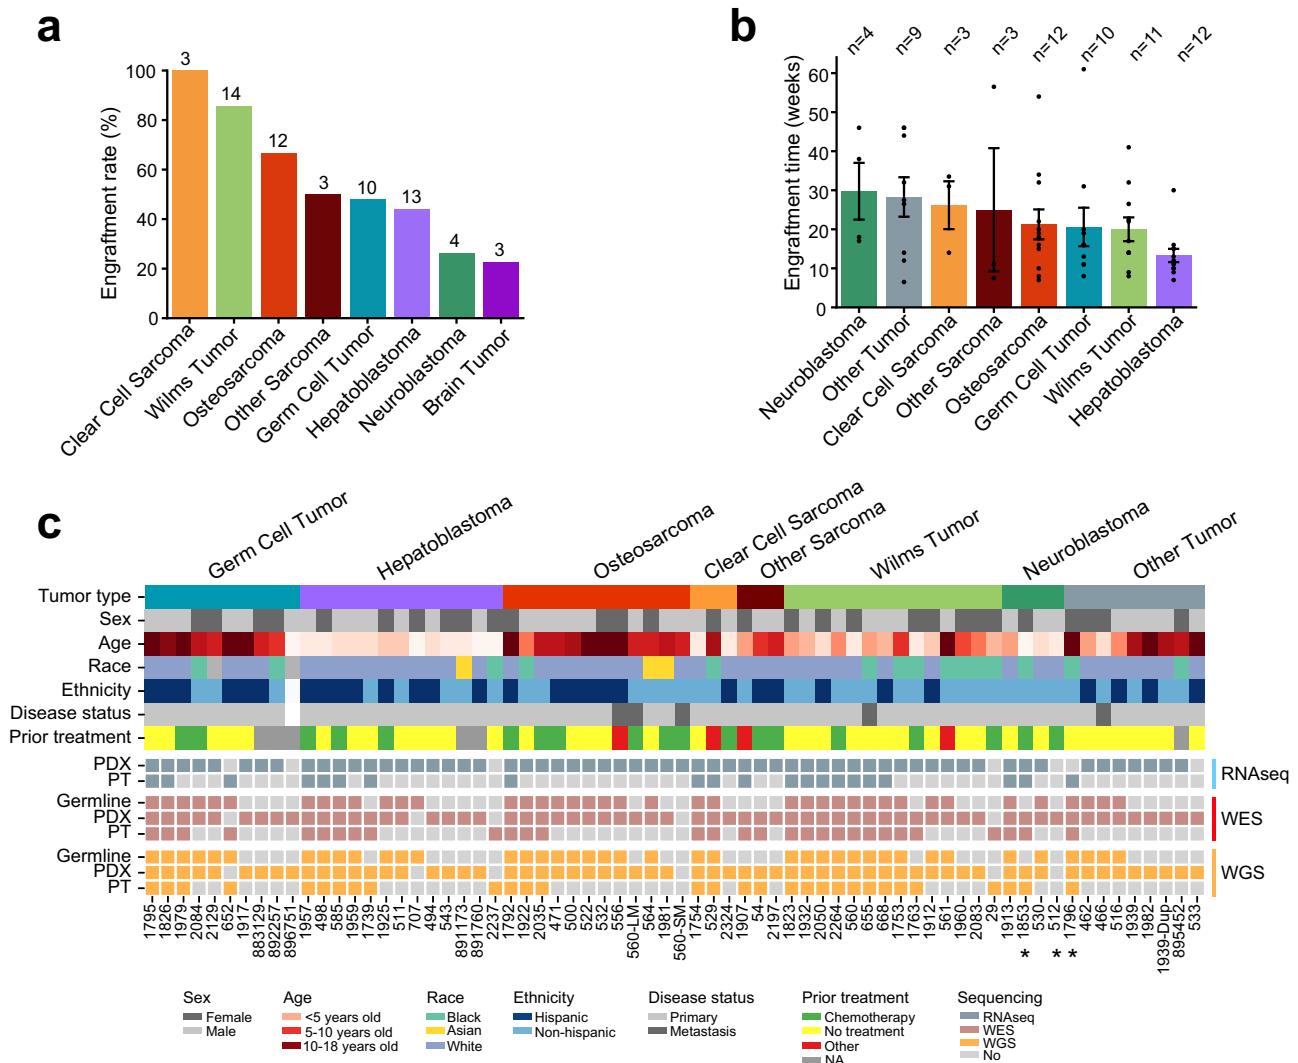 a
3
14
12
3
10
13
4
3
100
80
60
40
20
0
Engraftment rate (%)
Clear Cell Sarcoma
Wilms Tumor
Osteosarcoma
Other Sarcoma
Germ Cell Tumor
Hepatoblastoma
Neuroblastoma
Brain Tumor
b
n=4
n=9
n=3
n=3
n=12
n=10
n=11
n=12
60
50
40
30
20
10
0
Engraftment time (weeks)
Neuroblastoma
Other Tumor
Clear Cell Sarcoma
Other Sarcoma
Osteosarcoma
Germ Cell Tumor
Wilms Tumor
Hepatoblastoma
c
Germ Cell Tumor
Hepatoblastoma
Osteosarcoma
Clear Cell Sarcoma
Other Sarcoma
Wilms Tumor
Neuroblastoma
Other Tumor
Tumor type
Sex
Age
Race
Ethnicity
Disease status
Prior treatment
PDX
PT
RNAseq
Germline
PDX
PT
WES
Germline
PDX
PT
WGS
1795
1826
1979
2084
2129
652
1917
883129
892257
896751
1957
498
585
1959
1739
1925
511
707
494
543
891173
891760
2237
1792
1922
2035
471
500
522
532
556
560-LM
564
1981
560-SM
1754
529
2324
1907
54
2197
1823
1933
2050
2264
560
655
668
1753
1763
1912
561
1960
2083
29
1913
1853
530
512
1796
462
466
516
1939
1982
1939-Dup
895452
533
* * *
Sex
Female
Male
Age
<5 years old
5-10 years old
10-18 years old
Race
Black
Asian
White
Ethnicity
Hispanic
Non-hispanic
Disease status
Primary
Metastasis
Prior treatment
Chemotherapy
No treatment
Other
NA
Sequencing
RNAseq
WES
WGS
No